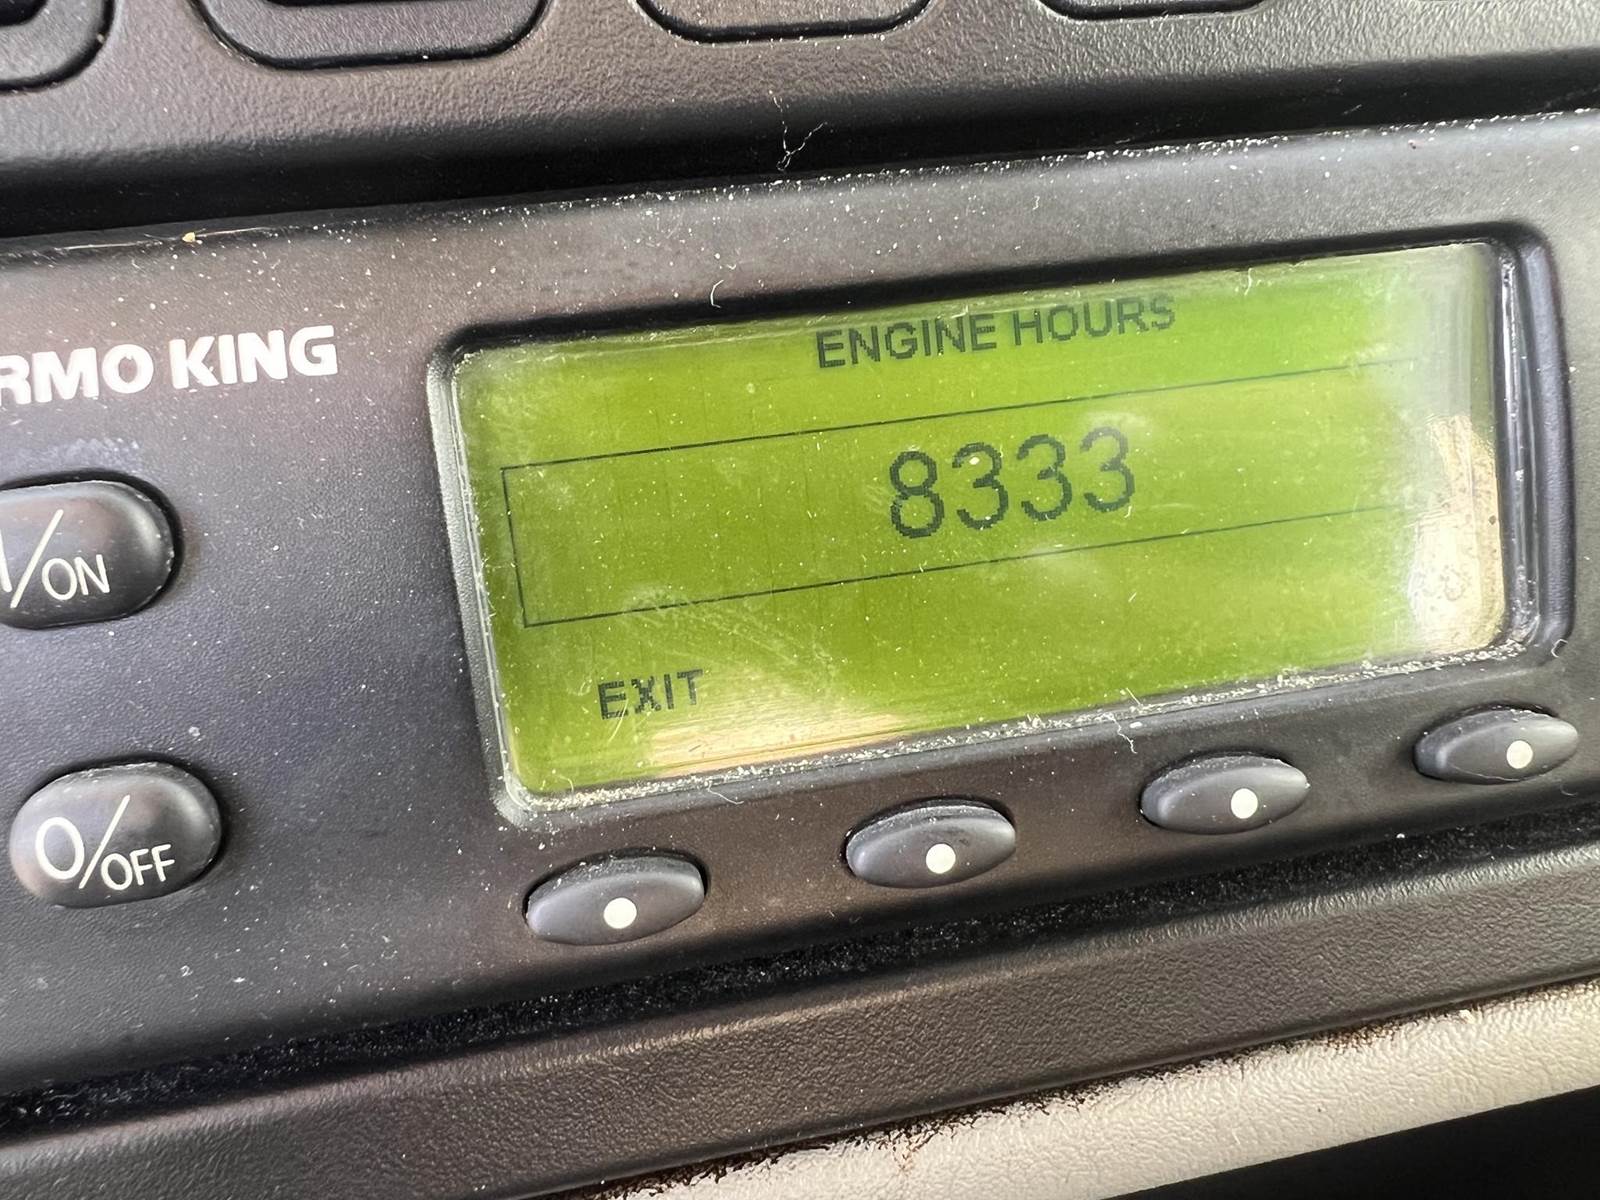 ENGINE HOURS
RMO KING
8333
I/ON
EXIT
O/OFF